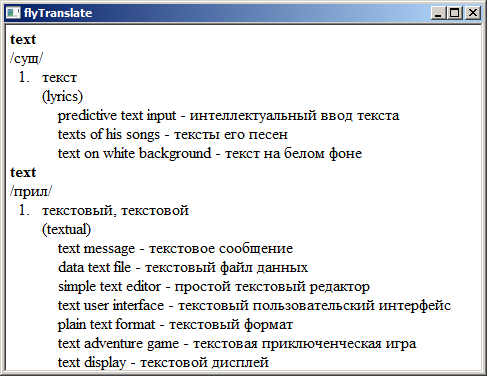 flyTranslate
text
/сущ/
1. текст
(lyrics)
predictive text input - интеллектуальный ввод текста
texts of his songs - тексты его песен
text on white background - текст на белом фоне
text
/прил/
1. текстовый, текстовой
(textual)
text message - текстовое сообщение
data text file - текстовый файл данных
simple text editor - простой текстовый редактор
text user interface - текстовый пользовательский интерфейс
plain text format - текстовый формат
text adventure game - текстовая приключенческая игра
text display - текстовой дисплей